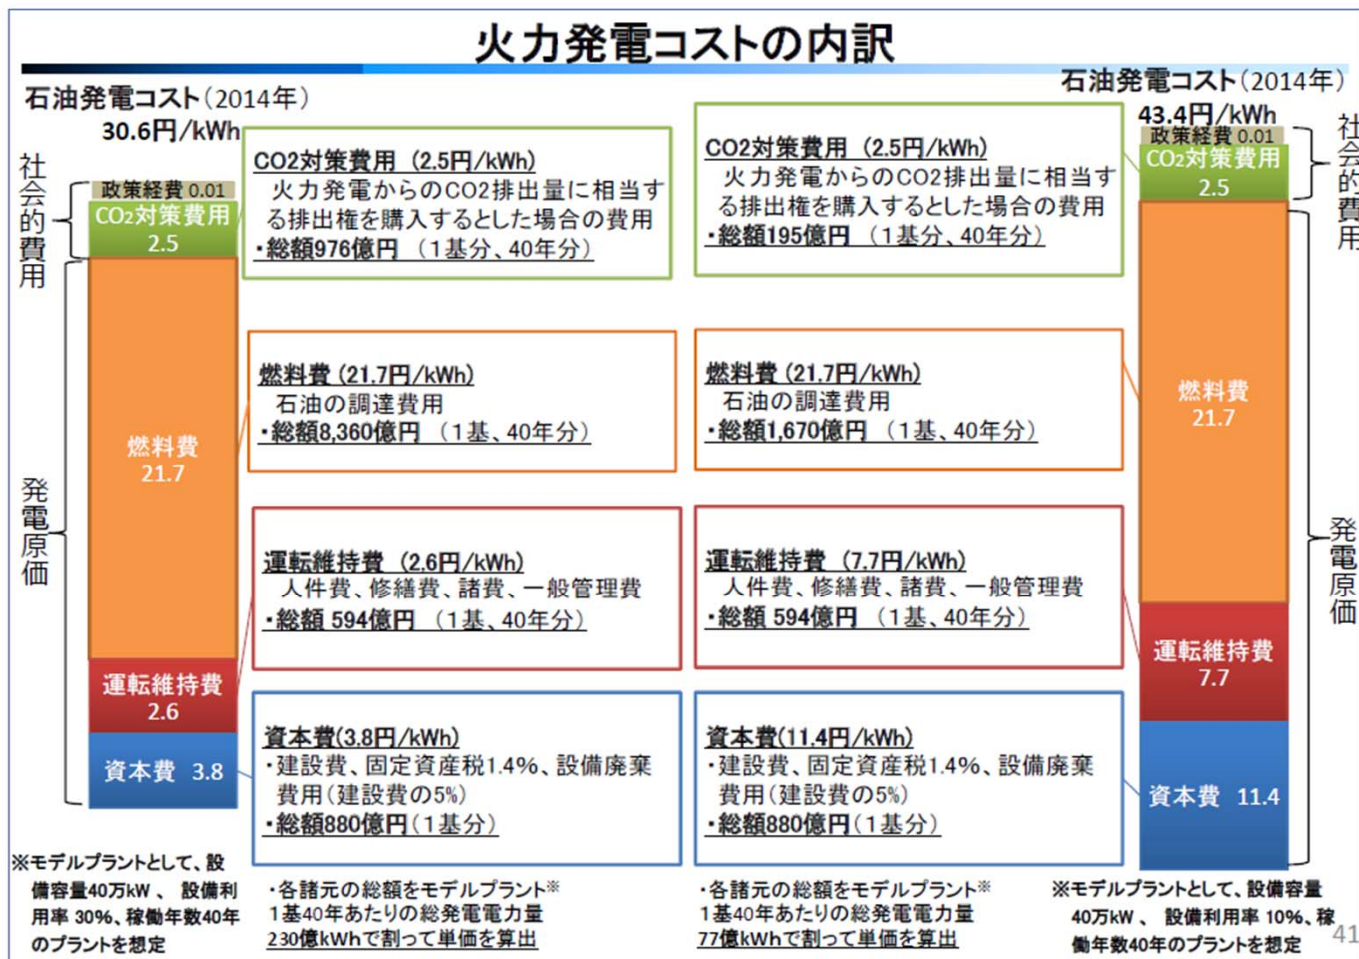 火力発電コストの内訳
石油発電コスト(2014年)
30.6円/kWh
社会的費用
政策経費 0.01
CO₂対策費用
2.5
発電原価
燃料費
21.7
運転維持費
2.6
資本費 3.8
※モデルプラントとして、設
備容量40万kW 、 設備利
用率 30%、稼働年数40年
のプラントを想定
CO2対策費用 (2.5円/kWh)
火力発電からのCO2排出量に相当す
る排出権を購入するとした場合の費用
・総額976億円 (1基分、40年分)
燃料費 (21.7円/kWh)
石油の調達費用
・総額8,360億円 (1基、40年分)
運転維持費 (2.6円/kWh)
人件費、修繕費、諸費、一般管理費
・総額 594億円 (1基、40年分)
資本費(3.8円/kWh)
・建設費、固定資産税1.4%、設備廃棄
費用(建設費の5%)
・総額880億円(1基分)
・各諸元の総額をモデルプラント※
1基40年あたりの総発電電力量
230億kWhで割って単価を算出
CO2対策費用 (2.5円/kWh)
火力発電からのCO2排出量に相当す
る排出権を購入するとした場合の費用
・総額195億円 (1基分、40年分)
燃料費 (21.7円/kWh)
石油の調達費用
・総額1,670億円 (1基、40年分)
運転維持費 (7.7円/kWh)
人件費、修繕費、諸費、一般管理費
・総額 594億円 (1基、40年分)
資本費(11.4円/kWh)
・建設費、固定資産税1.4%、設備廃棄
費用(建設費の5%)
・総額880億円(1基分)
・各諸元の総額をモデルプラント※
1基40年あたりの総発電電力量
77億kWhで割って単価を算出
石油発電コスト(2014年)
43.4円/kWh
政策経費 0.01
CO₂対策費用
2.5
社会的費用
燃料費
21.7
運転維持費
7.7
資本費 11.4
発電原価
※モデルプラントとして、設備容量
40万kW 、 設備利用率 10%、稼
働年数40年のプラントを想定
41